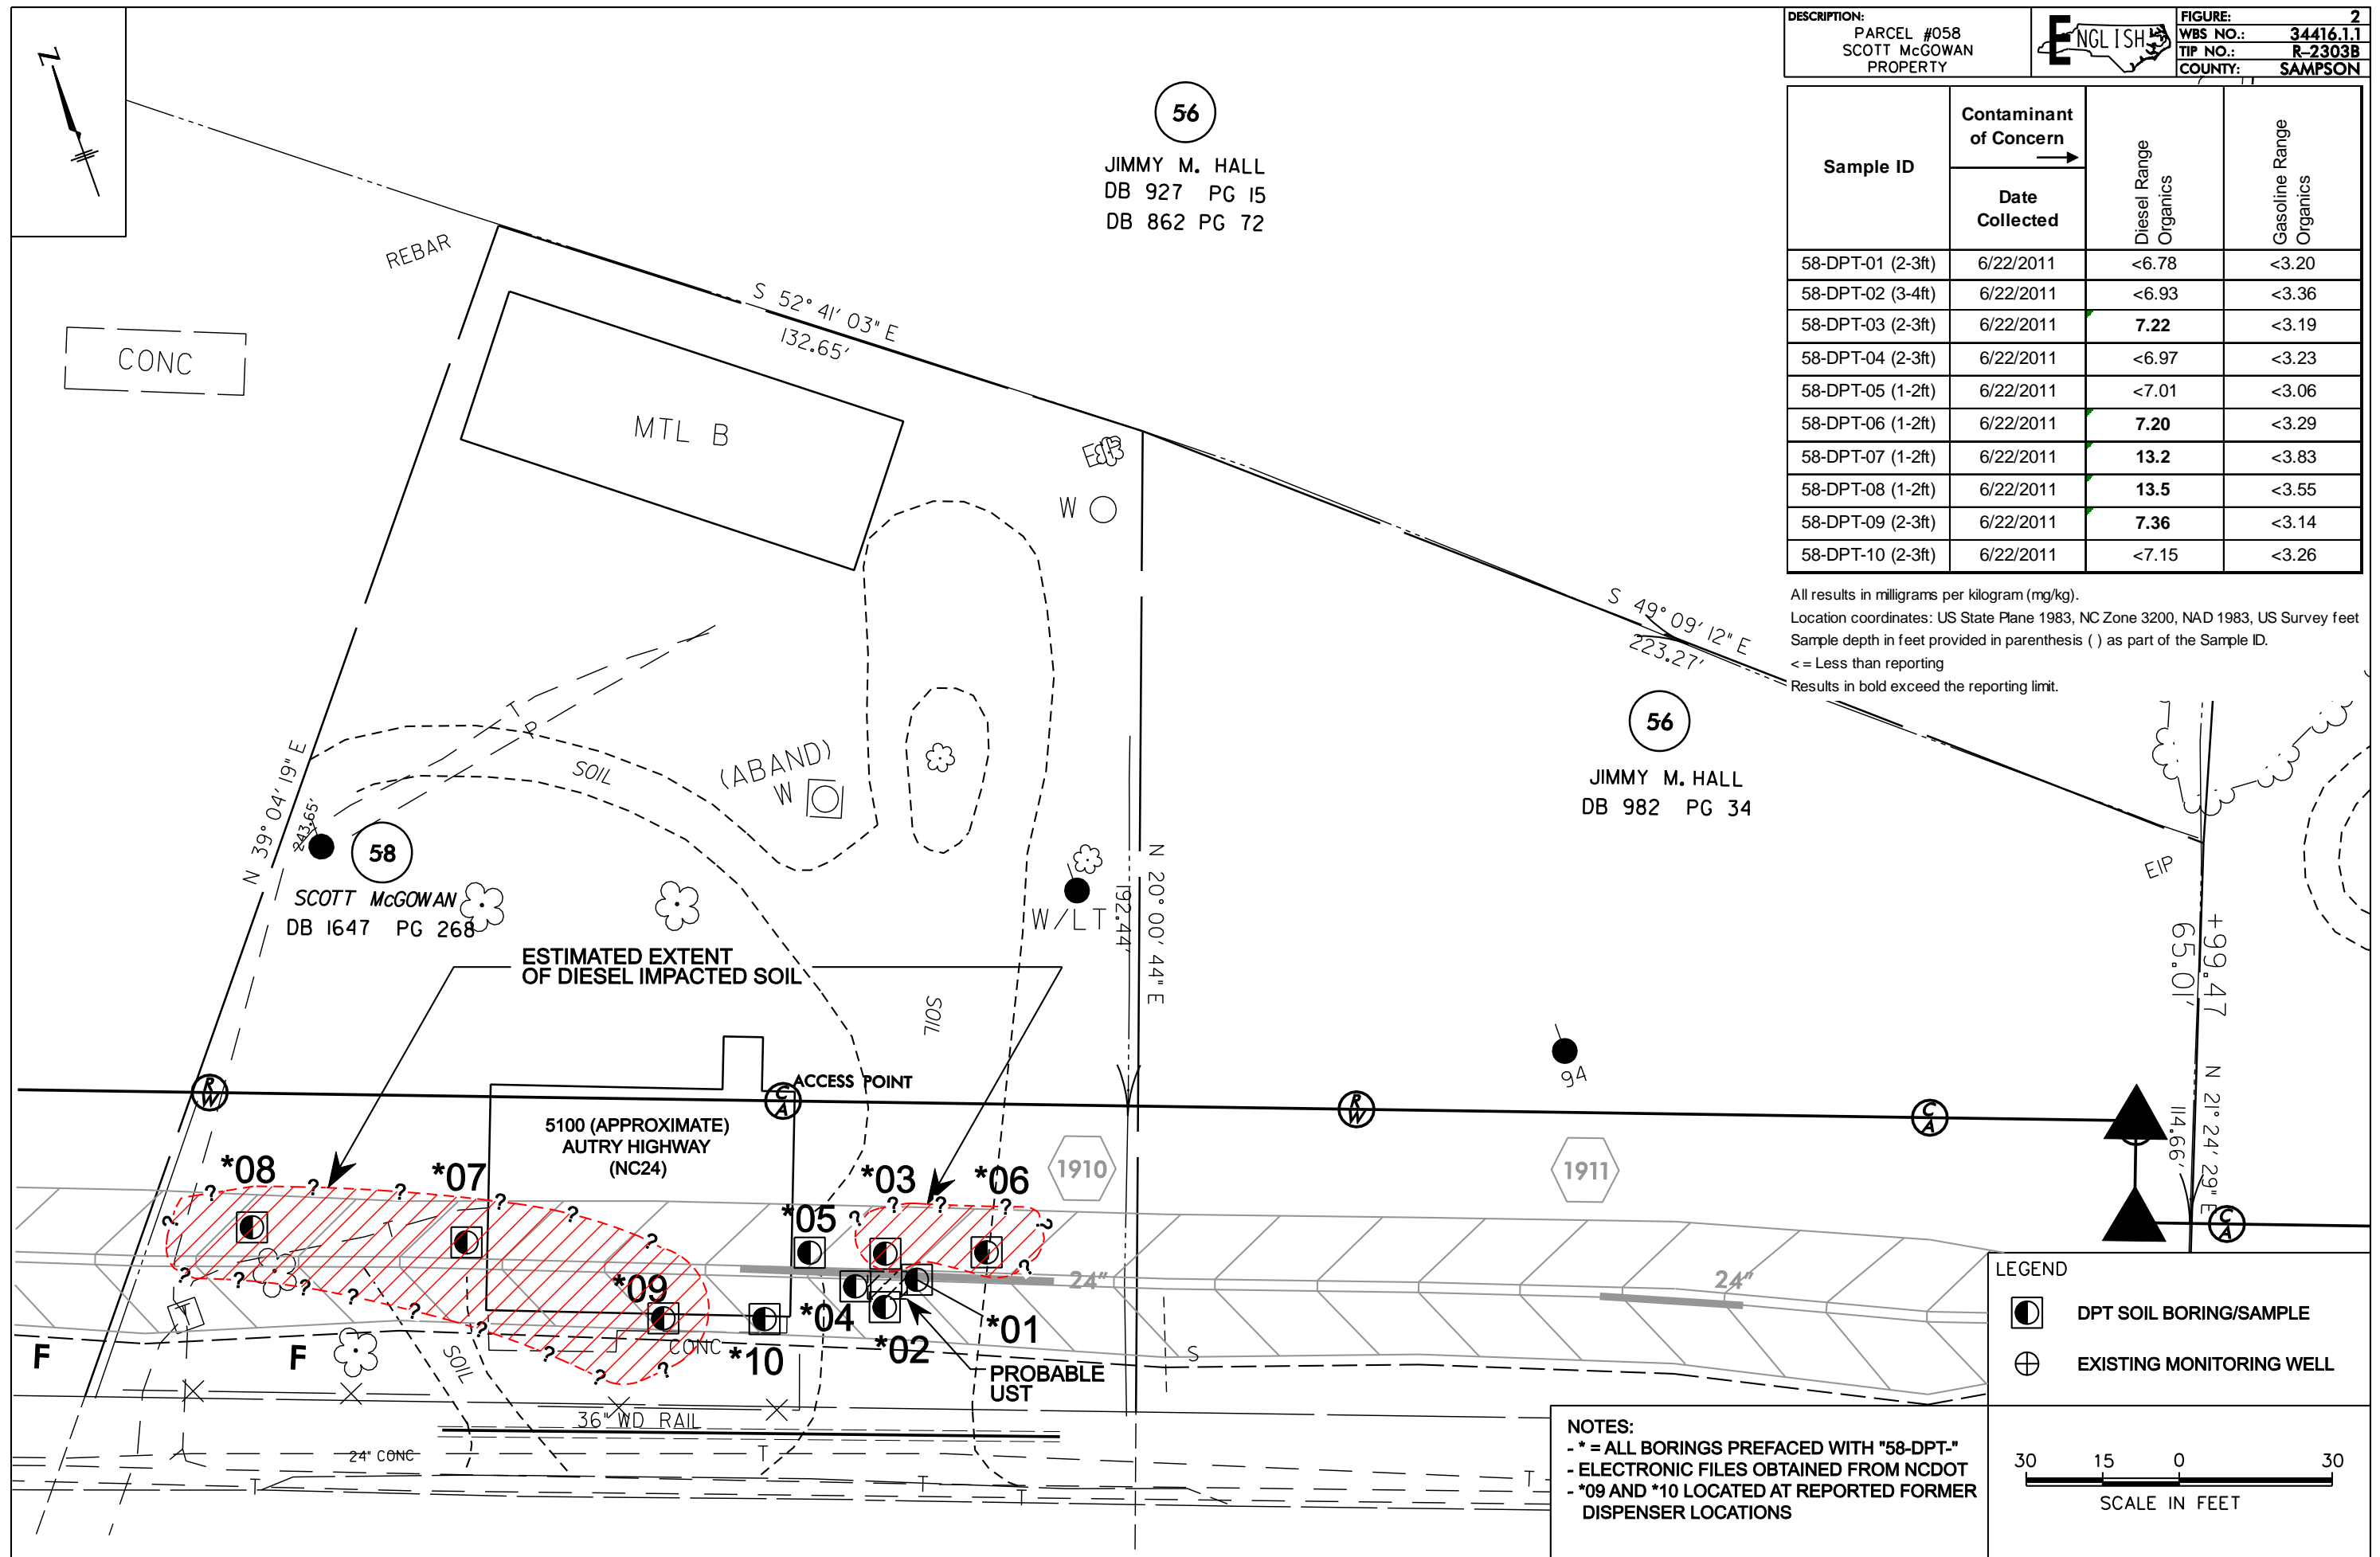 DESCRIPTION:
PARCEL #058
SCOTT McGOWAN
PROPERTY
ENGLISH
FIGURE: 2
WBS NO.: 34416.1.1
TIP NO.: R-2303B
COUNTY: SAMPSON
Sample ID
Contaminant of Concern
Date Collected
Diesel Range Organics
Gasoline Range Organics
58-DPT-01 (2-3ft) 6/22/2011 <6.78 <3.20
58-DPT-02 (3-4ft) 6/22/2011 <6.93 <3.36
58-DPT-03 (2-3ft) 6/22/2011 7.22 <3.19
58-DPT-04 (2-3ft) 6/22/2011 <6.97 <3.23
58-DPT-05 (1-2ft) 6/22/2011 <7.01 <3.06
58-DPT-06 (1-2ft) 6/22/2011 7.20 <3.29
58-DPT-07 (1-2ft) 6/22/2011 13.2 <3.83
58-DPT-08 (1-2ft) 6/22/2011 13.5 <3.55
58-DPT-09 (2-3ft) 6/22/2011 7.36 <3.14
58-DPT-10 (2-3ft) 6/22/2011 <7.15 <3.26
All results in milligrams per kilogram (mg/kg).
Location coordinates: US State Plane 1983, NC Zone 3200, NAD 1983, US Survey feet
Sample depth in feet provided in parenthesis ( ) as part of the Sample ID.
< = Less than reporting
Results in bold exceed the reporting limit.
N
56
JIMMY M. HALL
DB 927 PG 15
DB 862 PG 72
REBAR
S 52° 41' 03" E
132.65'
CONC
MTL B
W
S 49° 09' 12" E
223.27'
56
JIMMY M. HALL
DB 982 PG 34
T
P
SOIL
(ABAND)
W
N 39° 04' 19" E
243.65'
58
SCOTT McGOWAN
DB 1647 PG 268
W/LT
192.44'
N 20° 00' 44" E
EIP
+99.47
65.01'
ESTIMATED EXTENT
OF DIESEL IMPACTED SOIL
SOIL
94
N 21° 24' 29" E
114.66'
R W
C A
ACCESS POINT
R W
C A
C A
5100 (APPROXIMATE)
AUTRY HIGHWAY
(NC24)
1910
1911
*08
*07
*03
*06
*05
*09
*04
*02
*01
*10
24"
24"
T
T
F
F
SOIL
CONC
PROBABLE
UST
S
36" WD RAIL
24" CONC
T
T
T
T
T
LEGEND
DPT SOIL BORING/SAMPLE
EXISTING MONITORING WELL
NOTES:
- * = ALL BORINGS PREFACED WITH "58-DPT-"
- ELECTRONIC FILES OBTAINED FROM NCDOT
- *09 AND *10 LOCATED AT REPORTED FORMER
DISPENSER LOCATIONS
30 15 0 30
SCALE IN FEET